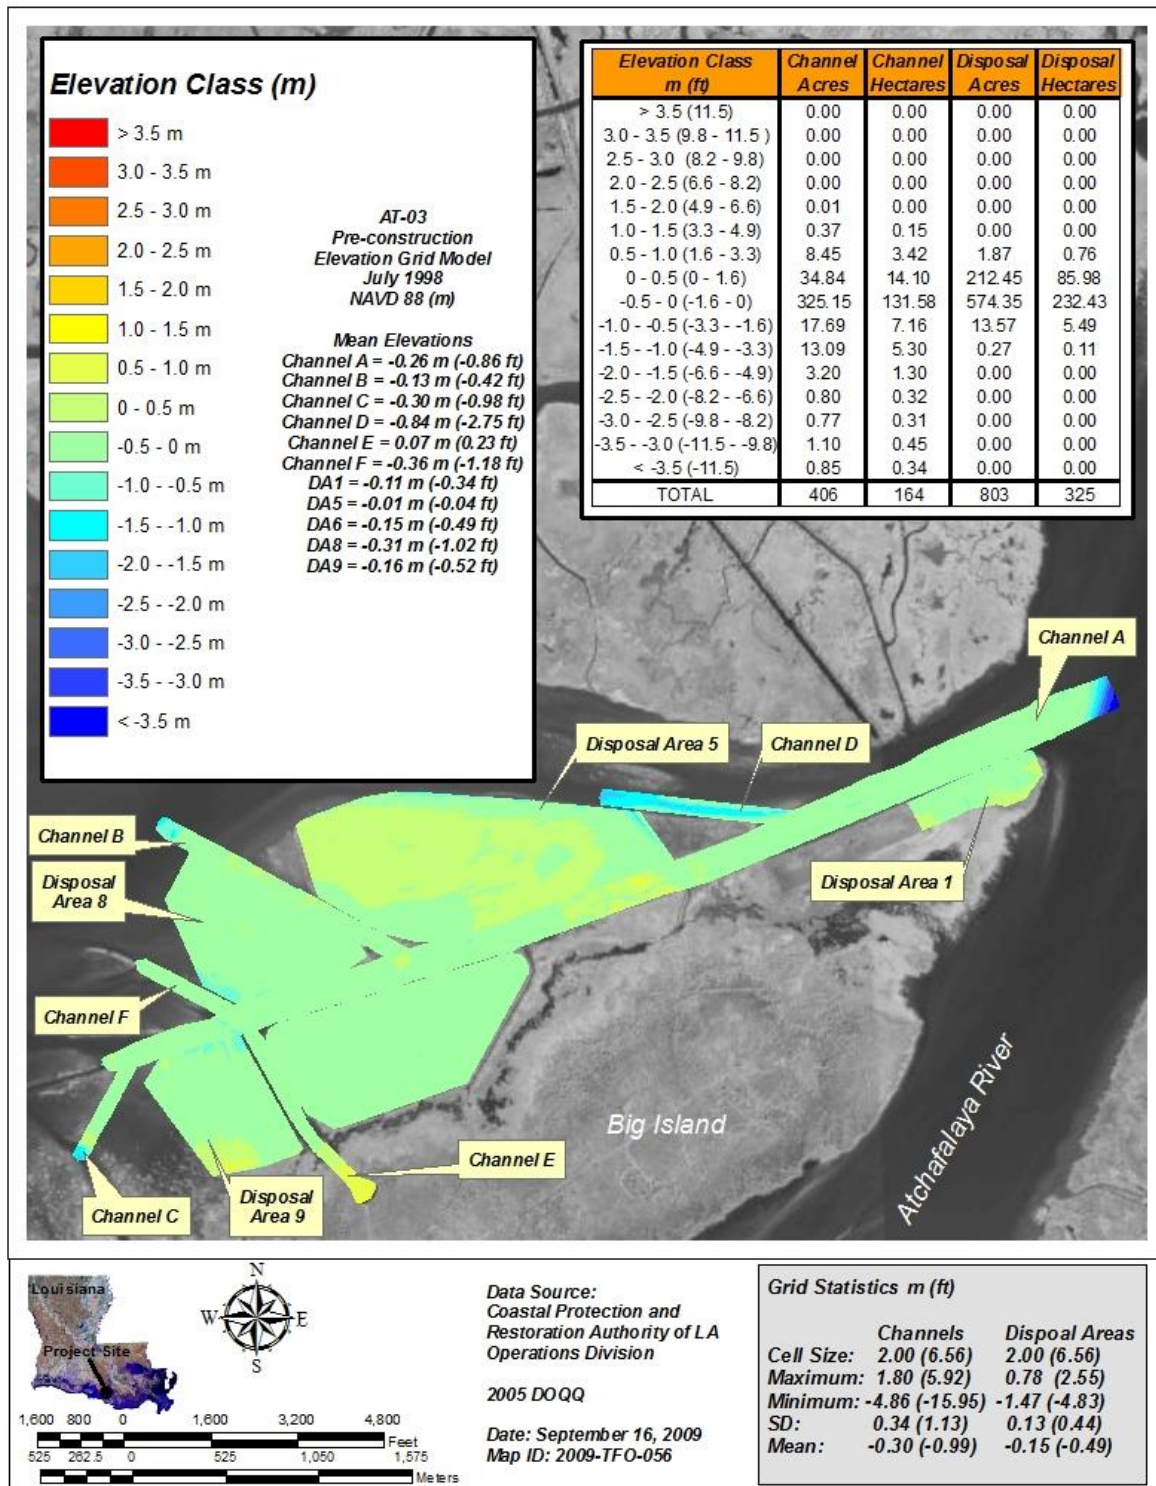 Elevation Class (m)
> 3.5 m
3.0 - 3.5 m
2.5 - 3.0 m
2.0 - 2.5 m
1.5 - 2.0 m
1.0 - 1.5 m
0.5 - 1.0 m
0 - 0.5 m
-0.5 - 0 m
-1.0 - -0.5 m
-1.5 - -1.0 m
-2.0 - -1.5 m
-2.5 - -2.0 m
-3.0 - -2.5 m
-3.5 - -3.0 m
< -3.5 m
AT-03
Pre-construction
Elevation Grid Model
July 1998
NAVD 88 (m)
Mean Elevations
Channel A = -0.26 m (-0.86 ft)
Channel B = -0.13 m (-0.42 ft)
Channel C = -0.30 m (-0.98 ft)
Channel D = -0.84 m (-2.75 ft)
Channel E = 0.07 m (0.23 ft)
Channel F = -0.36 m (-1.18 ft)
DA1 = -0.11 m (-0.34 ft)
DA5 = -0.01 m (-0.04 ft)
DA6 = -0.15 m (-0.49 ft)
DA8 = -0.31 m (-1.02 ft)
DA9 = -0.16 m (-0.52 ft)
Elevation Class Channel Channel Disposal Disposal
m (ft) Acres Hectares Acres Hectares
> 3.5 (11.5) 0.00 0.00 0.00 0.00
3.0 - 3.5 (9.8 - 11.5 ) 0.00 0.00 0.00 0.00
2.5 - 3.0 (8.2 - 9.8) 0.00 0.00 0.00 0.00
2.0 - 2.5 (6.6 - 8.2) 0.00 0.00 0.00 0.00
1.5 - 2.0 (4.9 - 6.6) 0.01 0.00 0.00 0.00
1.0 - 1.5 (3.3 - 4.9) 0.37 0.15 0.00 0.00
0.5 - 1.0 (1.6 - 3.3) 8.45 3.42 1.87 0.76
0 - 0.5 (0 - 1.6) 34.84 14.10 212.45 85.98
-0.5 - 0 (-1.6 - 0) 325.15 131.58 574.35 232.43
-1.0 - -0.5 (-3.3 - -1.6) 17.69 7.16 13.57 5.49
-1.5 - -1.0 (-4.9 - -3.3) 13.09 5.30 0.27 0.11
-2.0 - -1.5 (-6.6 - -4.9) 3.20 1.30 0.00 0.00
-2.5 - -2.0 (-8.2 - -6.6) 0.80 0.32 0.00 0.00
-3.0 - -2.5 (-9.8 - -8.2) 0.77 0.31 0.00 0.00
-3.5 - -3.0 (-11.5 - -9.8) 1.10 0.45 0.00 0.00
< -3.5 (-11.5) 0.85 0.34 0.00 0.00
TOTAL 406 164 803 325
Channel A
Disposal Area 5
Channel D
Channel B
Disposal
Area 8
Disposal Area 1
Channel F
Big Island
Atchafalaya River
Channel E
Disposal
Area 9
Channel C
Louisiana
Project Site
N
W E
S
1,600 800 0 1,600 3,200 4,800
Feet
525 262.5 0 525 1,050 1,575
Meters
Data Source:
Coastal Protection and
Restoration Authority of LA
Operations Division
2005 DOQQ
Date: September 16, 2009
Map ID: 2009-TFO-056
Grid Statistics m (ft)
Channels Dispoal Areas
Cell Size: 2.00 (6.56) 2.00 (6.56)
Maximum: 1.80 (5.92) 0.78 (2.55)
Minimum: -4.86 (-15.95) -1.47 (-4.83)
SD: 0.34 (1.13) 0.13 (0.44)
Mean: -0.30 (-0.99) -0.15 (-0.49)